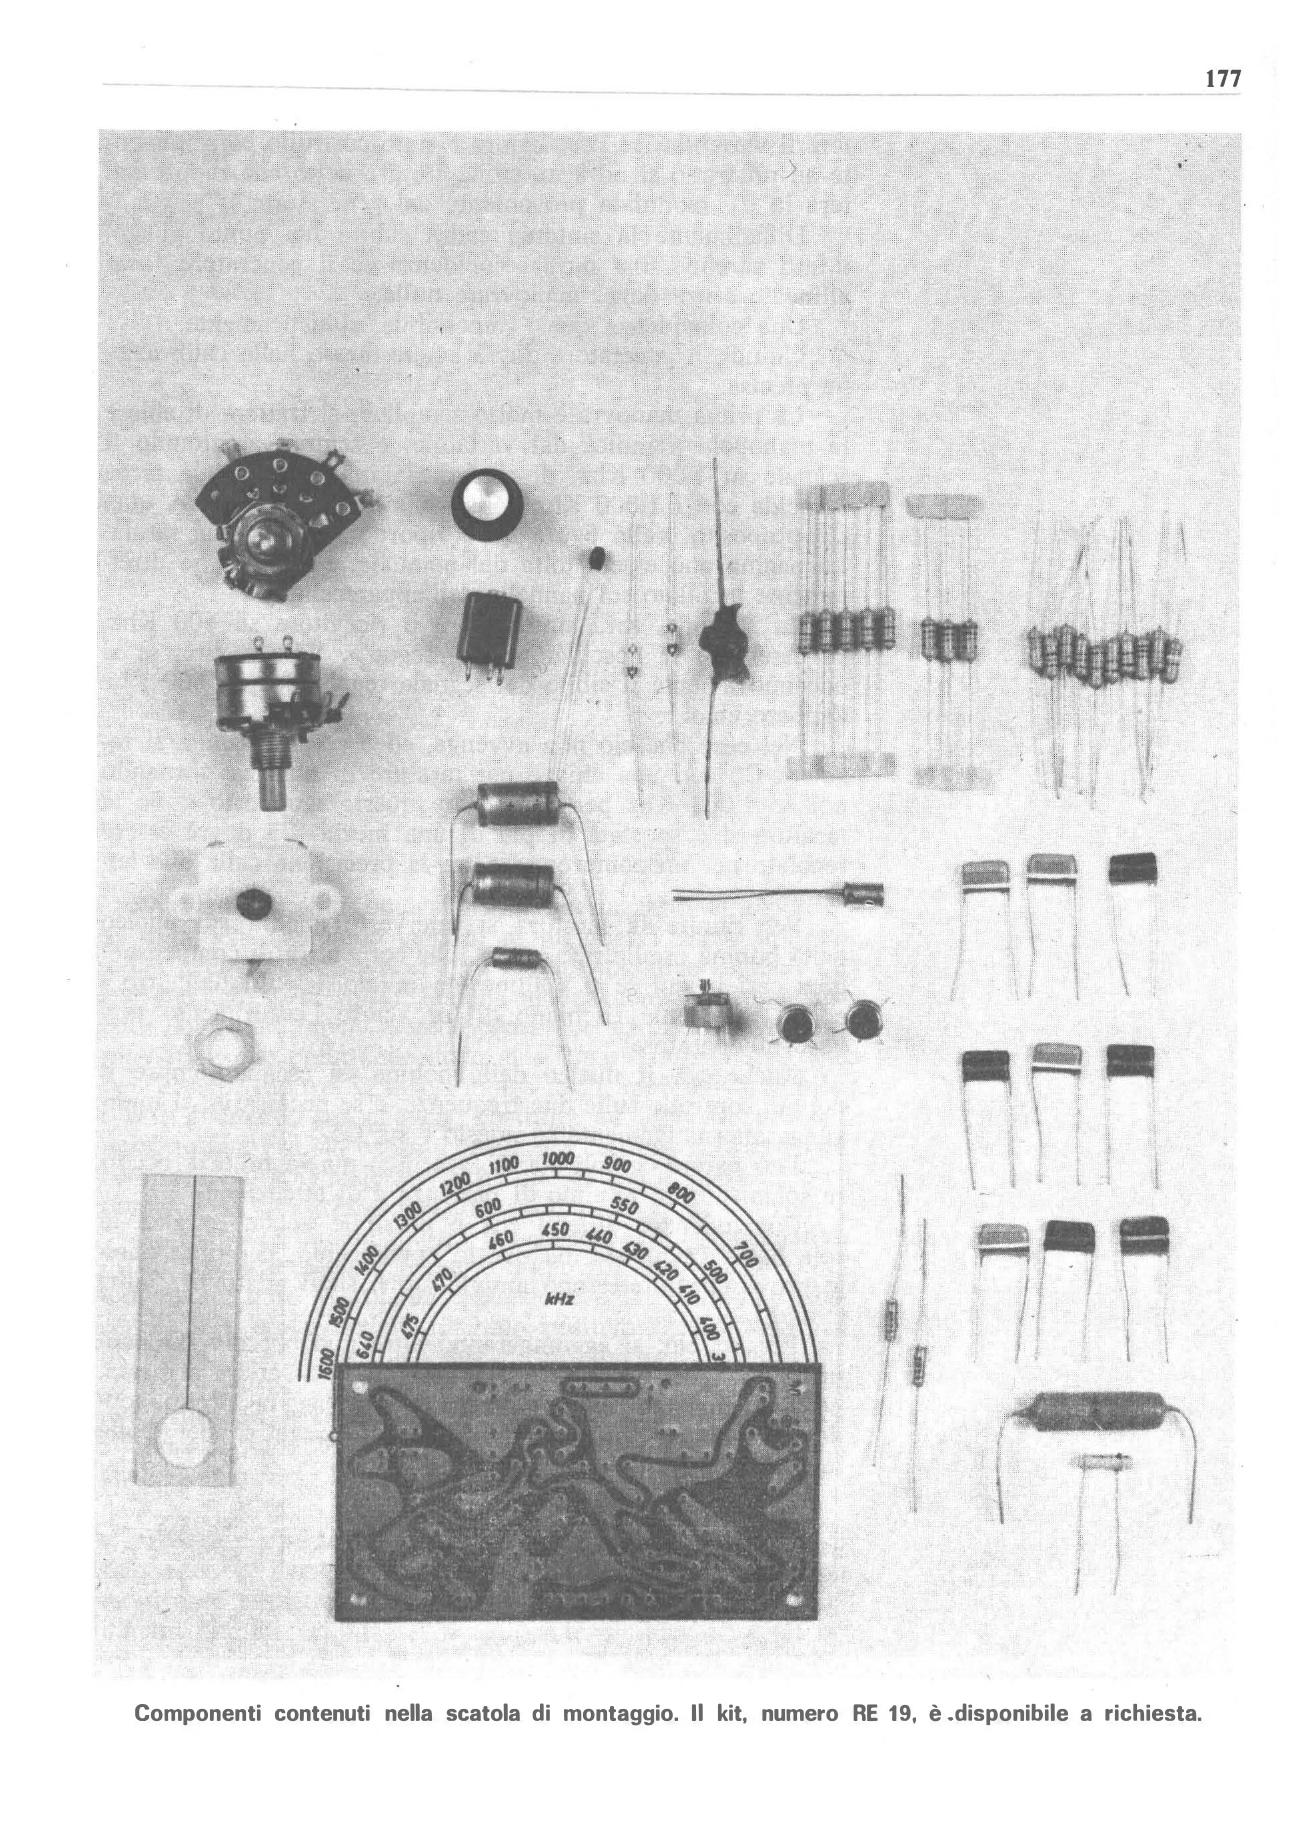 177
1600 1500 1400 1300 1200 1100 1000 900 800 700
640 600 550 500
475 470 460 450 440 430 420 410 400 3
kHz
Componenti contenuti nella scatola di montaggio. Il kit, numero RE 19, è .disponibile a richiesta.